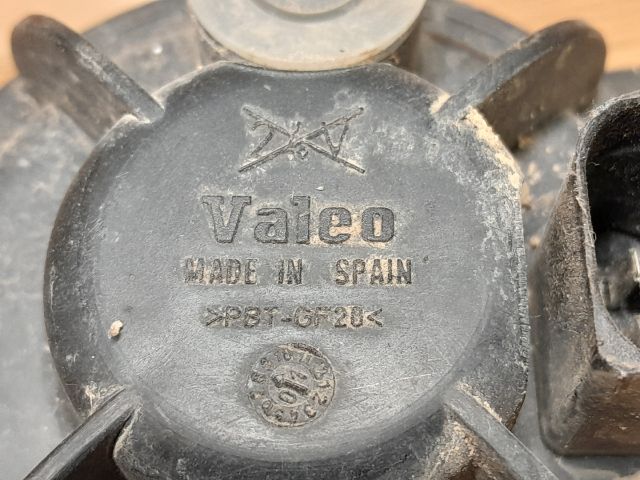 Valeo
MADE IN SPAIN
>PBT-GF20<